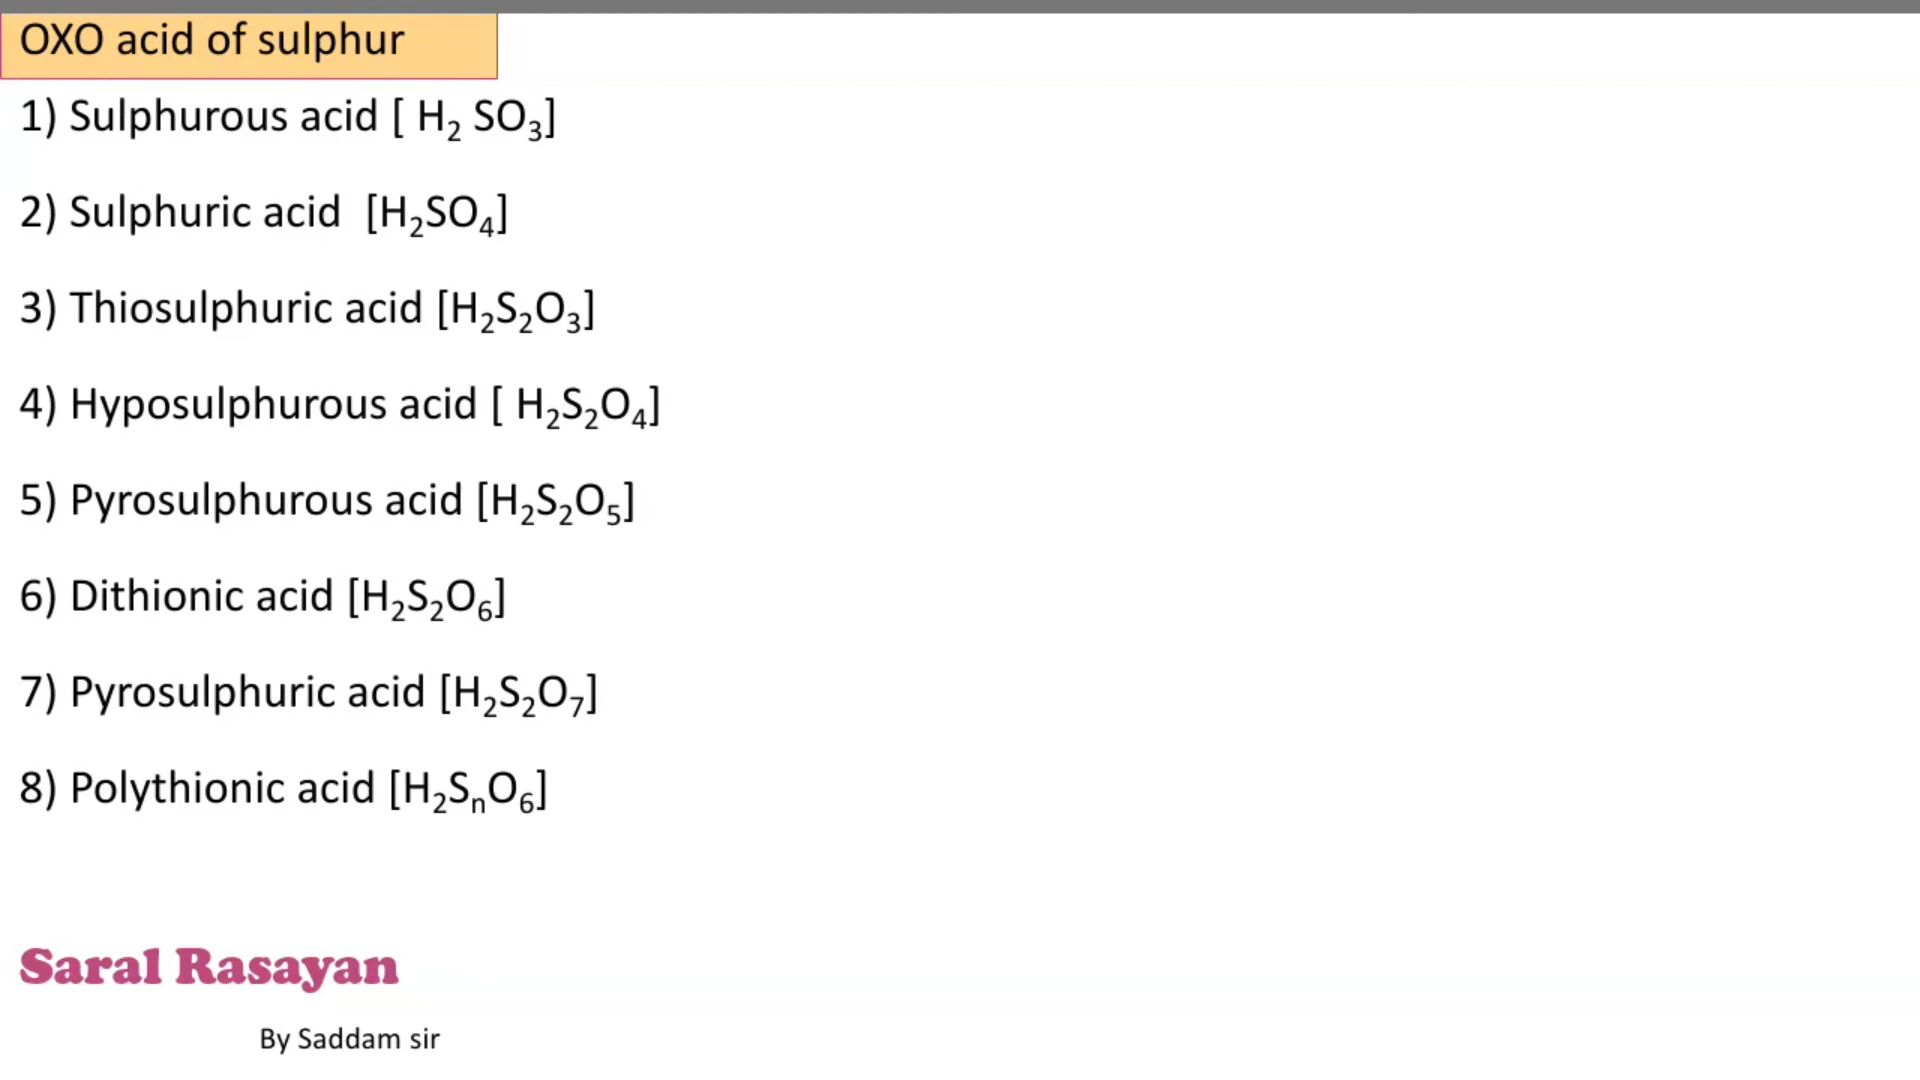 OXO acid of sulphur
1) Sulphurous acid [ H₂ SO₃]
2) Sulphuric acid [H₂SO₄]
3) Thiosulphuric acid [H₂S₂O₃]
4) Hyposulphurous acid [ H₂S₂O₄]
5) Pyrosulphurous acid [H₂S₂O₅]
6) Dithionic acid [H₂S₂O₆]
7) Pyrosulphuric acid [H₂S₂O₇]
8) Polythionic acid [H₂SₙO₆]
Saral Rasayan
By Saddam sir